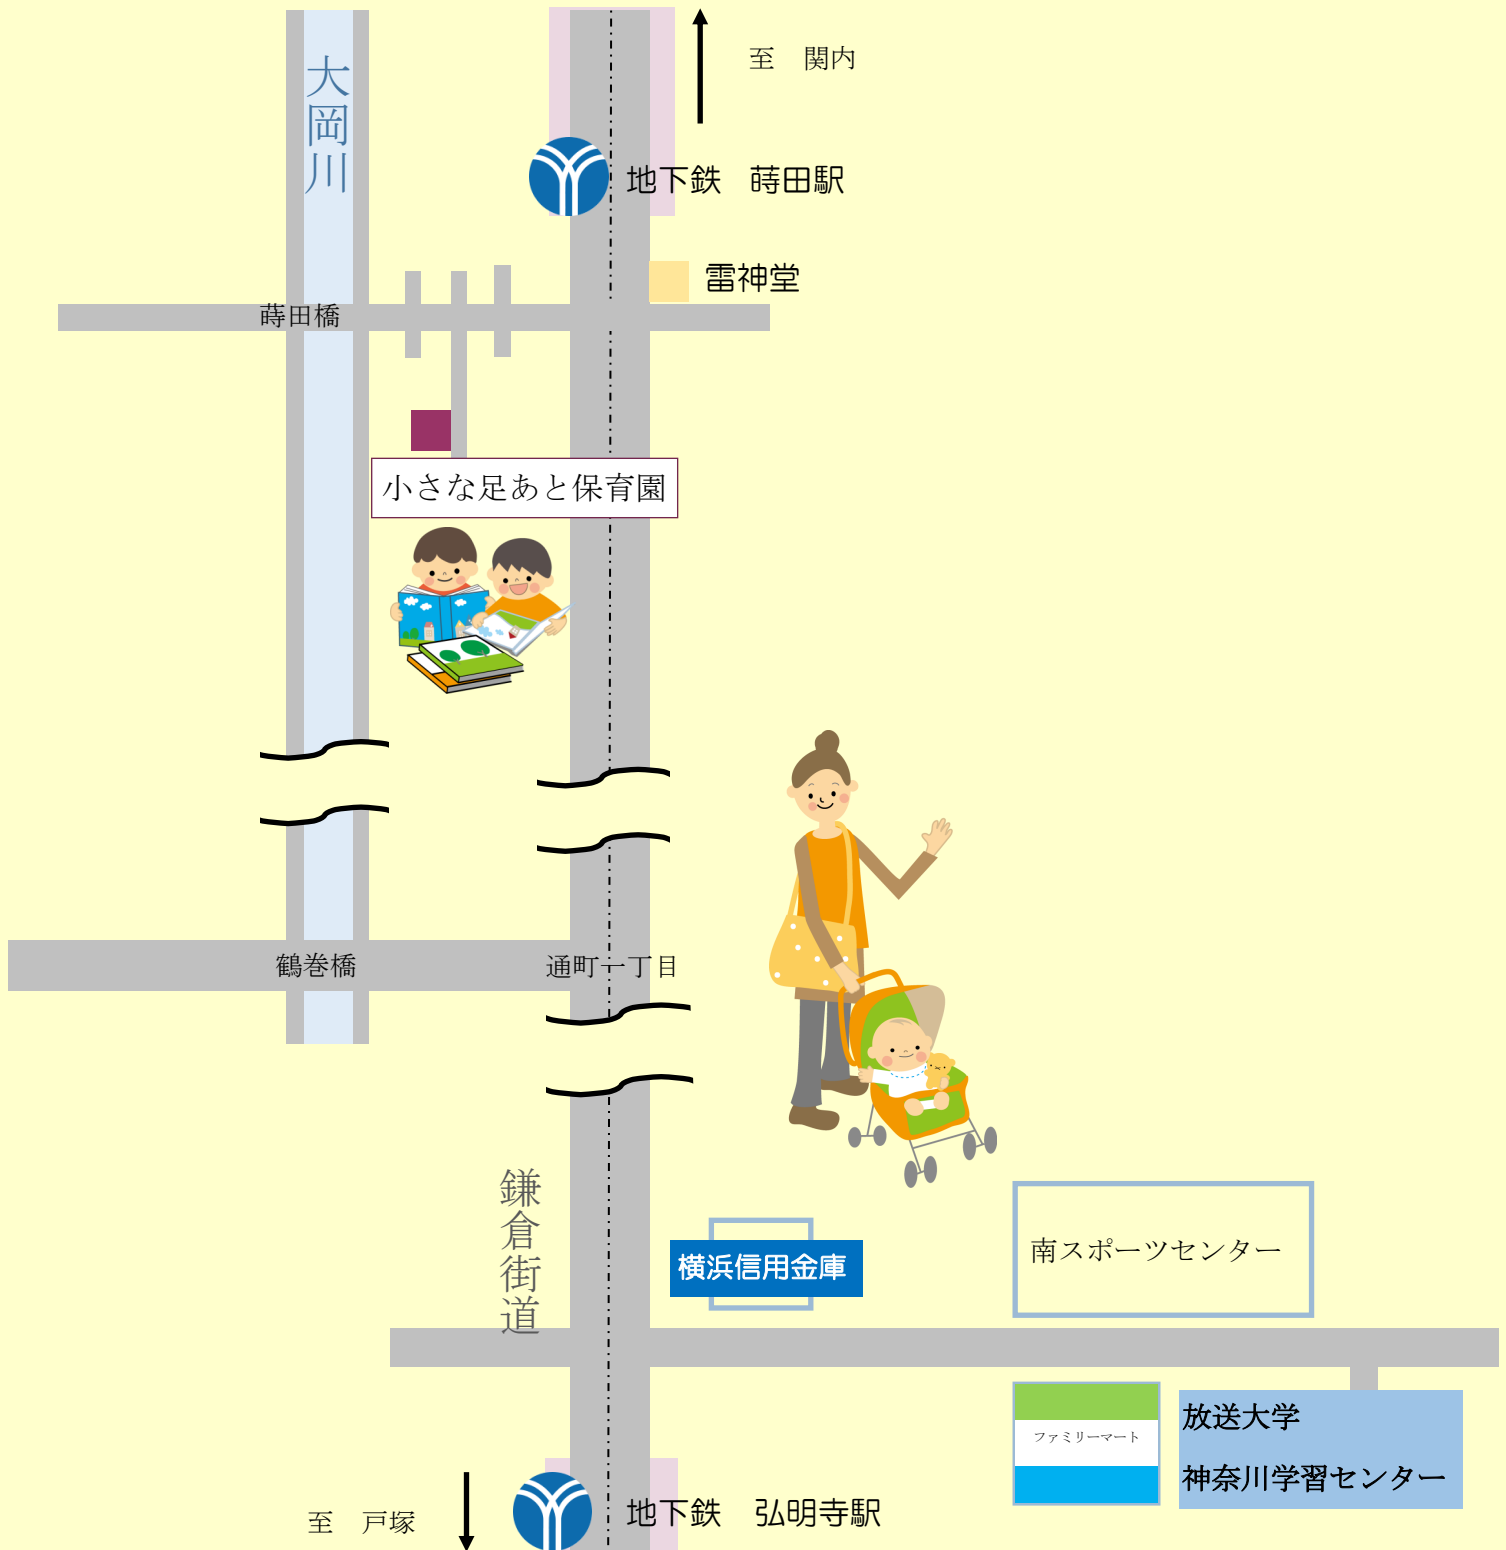 大岡川
至　関内
地下鉄　蒔田駅
雷神堂
蒔田橋
小さな足あと保育園
鶴巻橋
通町一丁目
鎌倉街道
横浜信用金庫
南スポーツセンター
ファミリーマート
放送大学
神奈川学習センター
至　戸塚
地下鉄　弘明寺駅